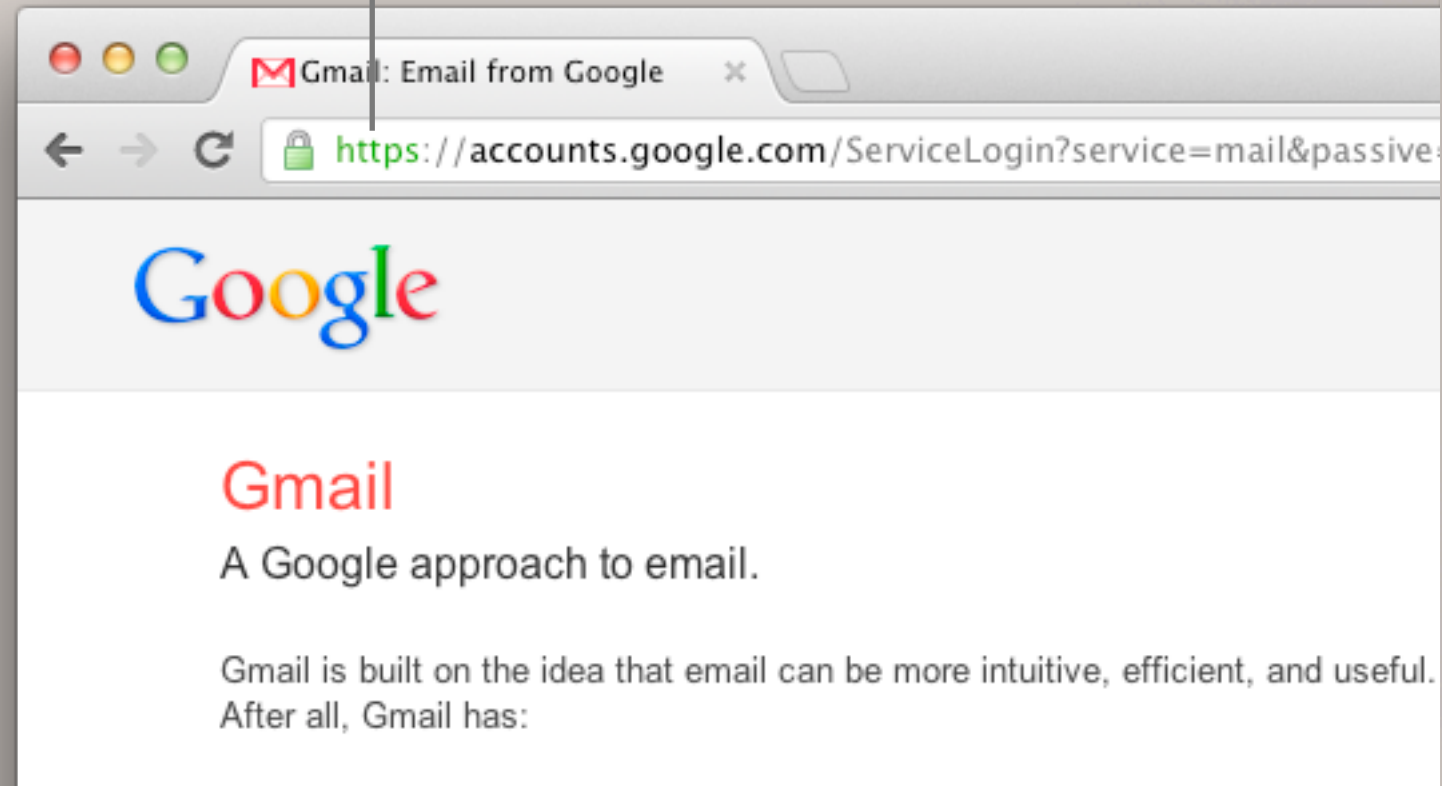 Gmail: Email from Google
https://accounts.google.com/ServiceLogin?service=mail&passive=
Google
Gmail
A Google approach to email.
Gmail is built on the idea that email can be more intuitive, efficient, and useful.
After all, Gmail has: